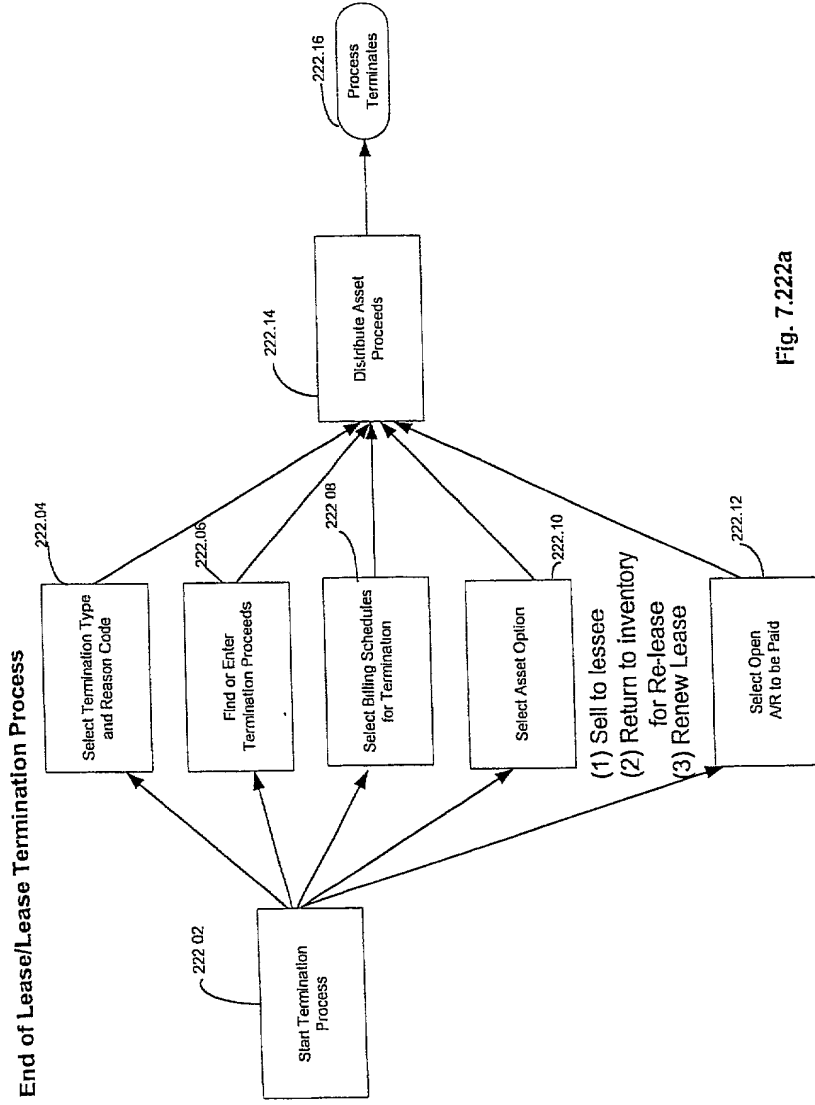 End of Lease/Lease Termination Process
222 02
Start Termination
Process
222.04
Select Termination Type
and Reason Code
222.06
Find or Enter
Termination Proceeds
222 08
Select Billing Schedules
for Termination
222.10
Select Asset Option
(1) Sell to lessee
(2) Return to inventory
for Re-lease
(3) Renew Lease
222.12
Select Open
A/R to be Paid
222.14
Distribute Asset
Proceeds
222.16
Process
Terminates
Fig. 7.222a